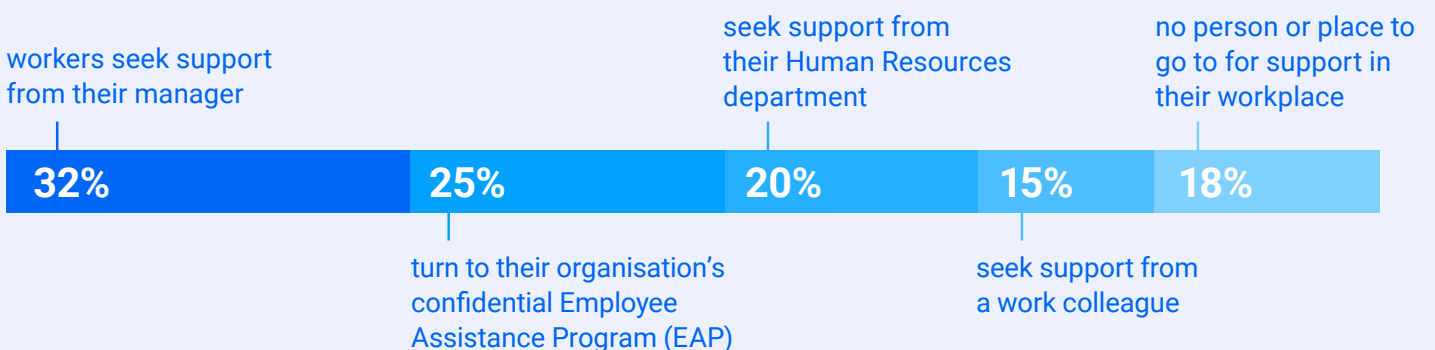 workers seek support
from their manager
seek support from
their Human Resources
department
no person or place to
go to for support in
their workplace
32%
25%
20%
15%
18%
turn to their organisation’s
confidential Employee
Assistance Program (EAP)
seek support from
a work colleague